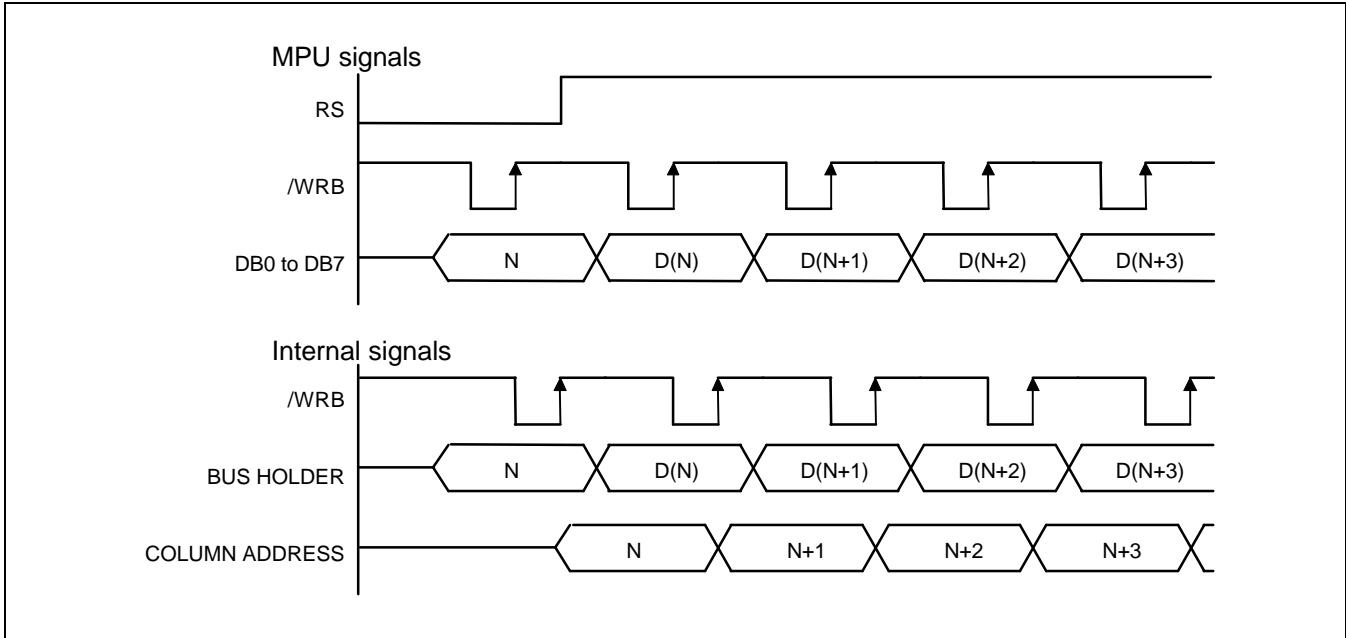 MPU signals
RS
/WRB
DB0 to DB7 N D(N) D(N+1) D(N+2) D(N+3)
Internal signals
/WRB
BUS HOLDER N D(N) D(N+1) D(N+2) D(N+3)
COLUMN ADDRESS N N+1 N+2 N+3